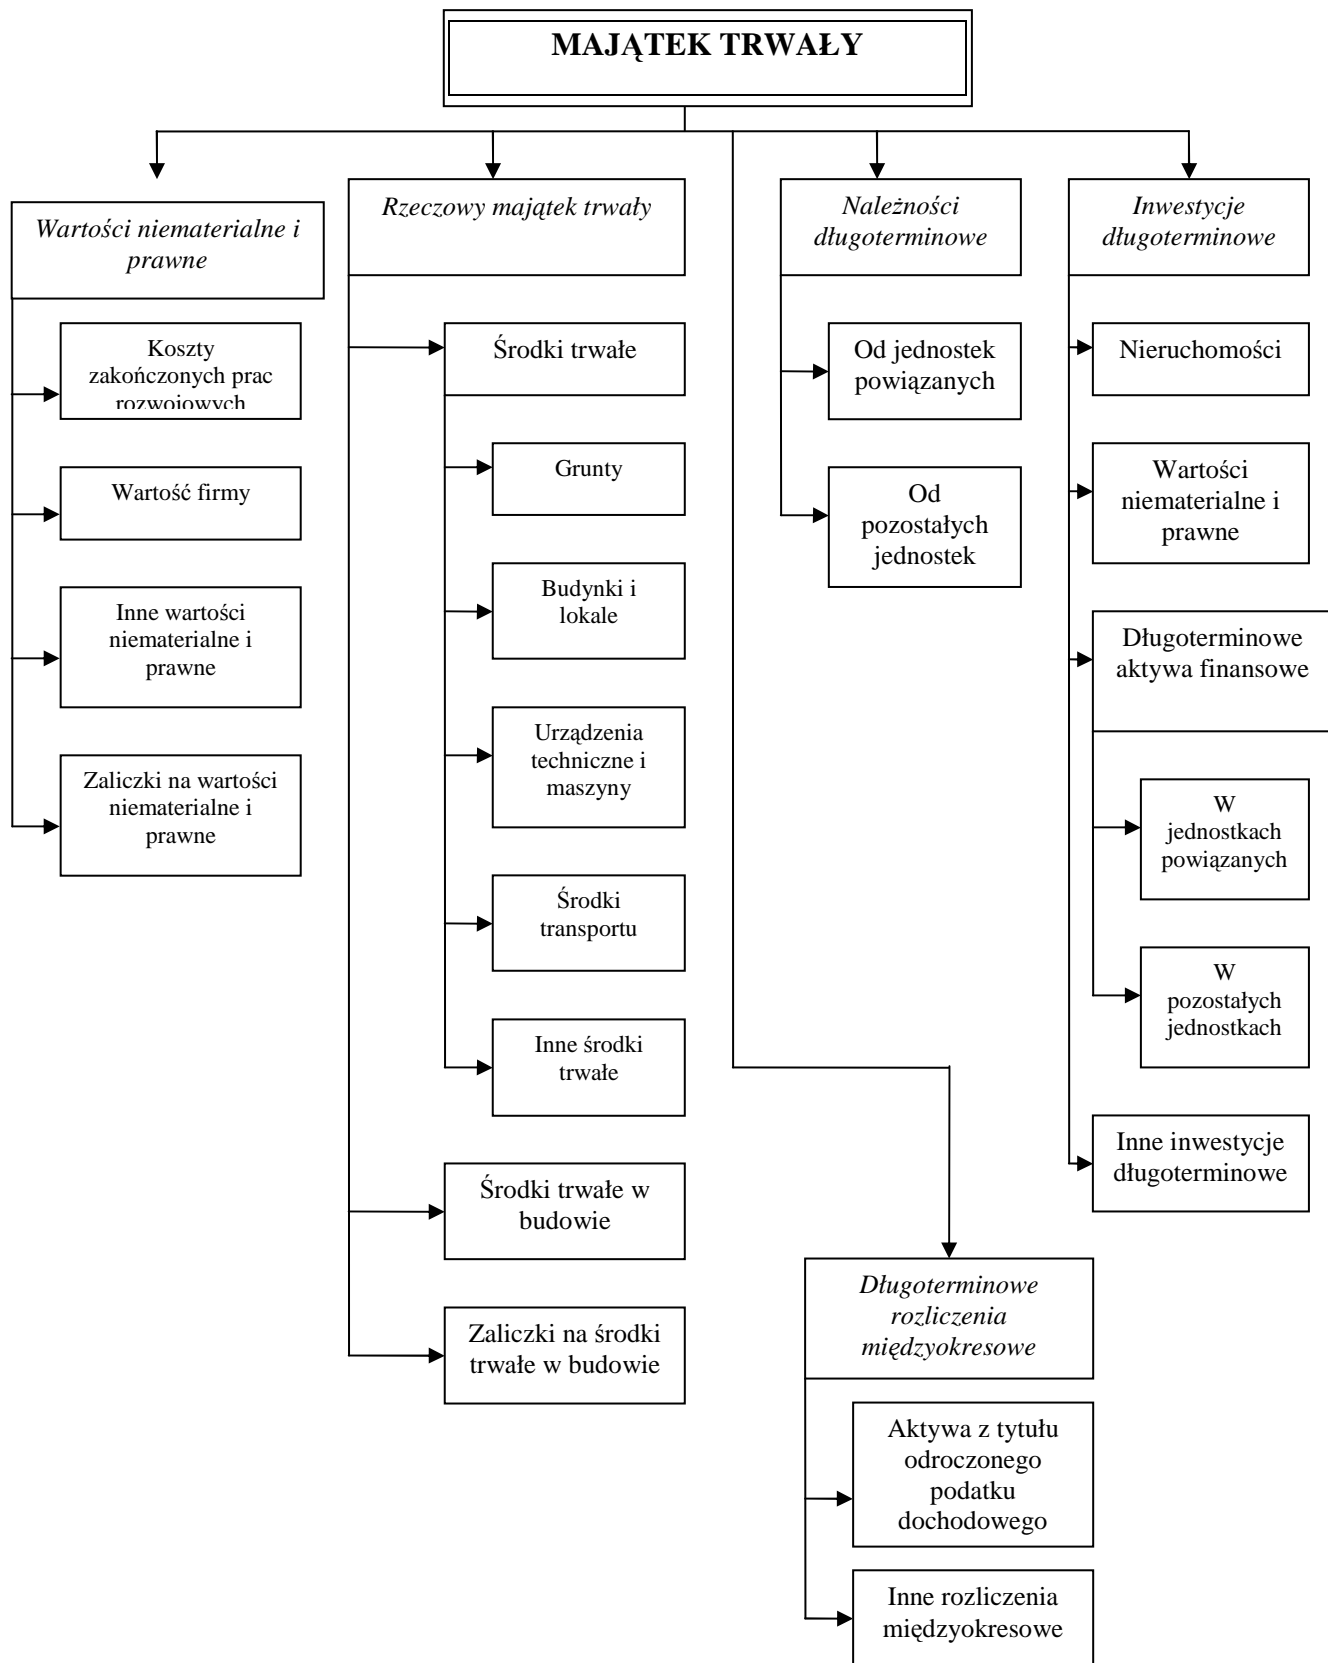 MAJĄTEK TRWAŁY
Wartości niematerialne i
prawne
Koszty
zakończonych prac
rozwojowych
Wartość firmy
Inne wartości
niematerialne i
prawne
Zaliczki na wartości
niematerialne i
prawne
Rzeczowy majątek trwały
Środki trwałe
Grunty
Budynki i
lokale
Urządzenia
techniczne i
maszyny
Środki
transportu
Inne środki
trwałe
Środki trwałe w
budowie
Zaliczki na środki
trwałe w budowie
Należności
długoterminowe
Od jednostek
powiązanych
Od
pozostałych
jednostek
Inwestycje
długoterminowe
Nieruchomości
Wartości
niematerialne i
prawne
Długoterminowe
aktywa finansowe
W
jednostkach
powiązanych
W
pozostałych
jednostkach
Inne inwestycje
długoterminowe
Długoterminowe
rozliczenia
międzyokresowe
Aktywa z tytułu
odroczonego
podatku
dochodowego
Inne rozliczenia
międzyokresowe